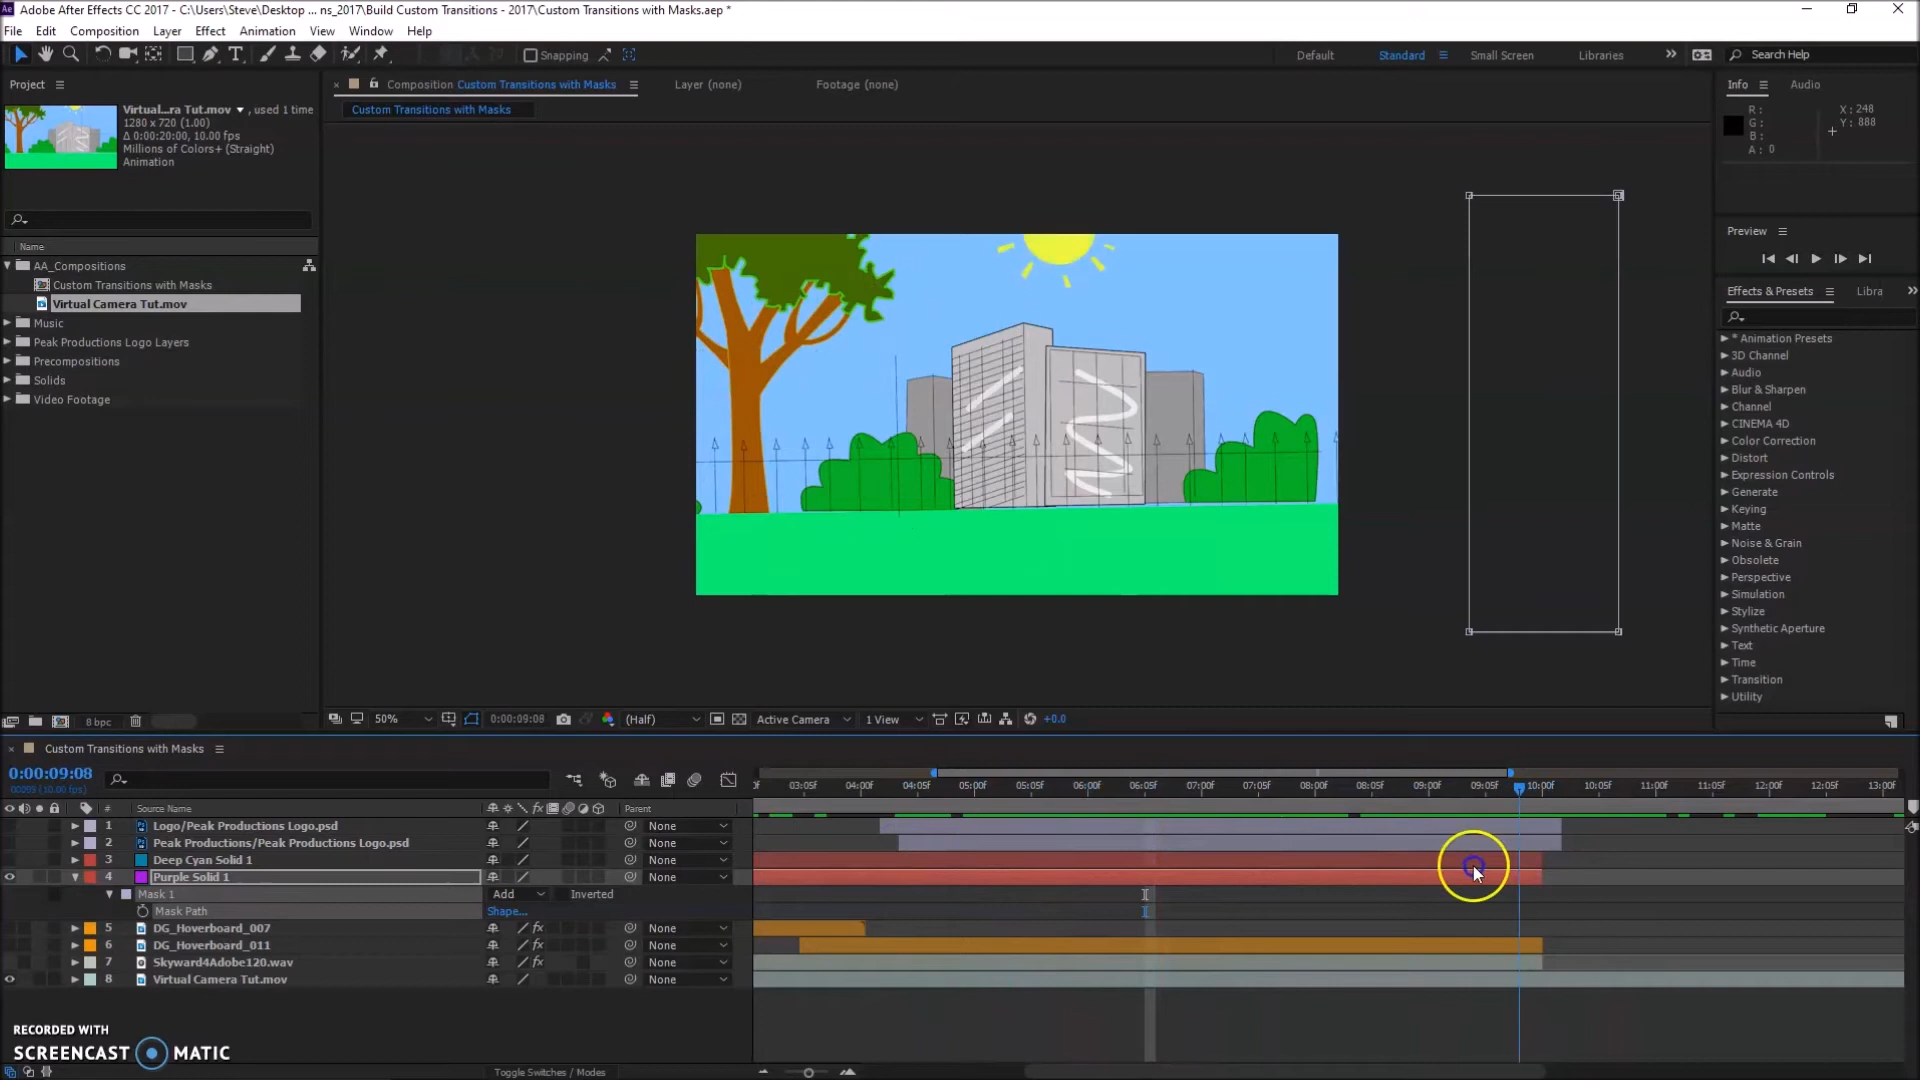 Adobe After Effects CC 2017 - C:\Users\Steve\Desktop ... ns_2017\Build Custom Transitions - 2017\Custom Transitions with Masks.aep *
File Edit Composition Layer Effect Animation View Window Help
Snapping Default Standard Small Screen Libraries Search Help
Project Composition Custom Transitions with Masks Layer (none) Footage (none) Info Audio
Custom Transitions with Masks
Virtual...ra Tut.mov , used 1 time
1280 x 720 (1.00)
Δ 0:00:20:00, 10.00 fps
Millions of Colors+ (Straight)
Animation
R:
G:
B:
A: 0
X: 248
Y: 888
Preview
Effects & Presets Libra
Name
AA_Compositions
Custom Transitions with Masks
Virtual Camera Tut.mov
Music
Peak Productions Logo Layers
Precompositions
Solids
Video Footage
* Animation Presets
3D Channel
Audio
Blur & Sharpen
Channel
CINEMA 4D
Color Correction
Distort
Expression Controls
Generate
Keying
Matte
Noise & Grain
Obsolete
Perspective
Simulation
Stylize
Synthetic Aperture
Text
Time
Transition
Utility
8 bpc 50% 0:00:09:08 (Half) Active Camera 1 View +0.0
Custom Transitions with Masks
0:00:09:08
(10.00 fps)
03:05f 04:00f 04:05f 05:00f 05:05f 06:00f 06:05f 07:00f 07:05f 08:00f 08:05f 09:00f 09:05f 10:00f 10:05f 11:00f 11:05f 12:00f 12:05f 13:00f
# Source Name Parent
1 Logo/Peak Productions Logo.psd None
2 Peak Productions/Peak Productions Logo.psd None
3 Deep Cyan Solid 1 None
4 Purple Solid 1 None
Mask 1 Add Inverted
Mask Path Shape...
5 DG_Hoverboard_007 None
6 DG_Hoverboard_011 None
7 Skyward4Adobe120.wav None
8 Virtual Camera Tut.mov None
RECORDED WITH
SCREENCAST MATIC
Toggle Switches / Modes